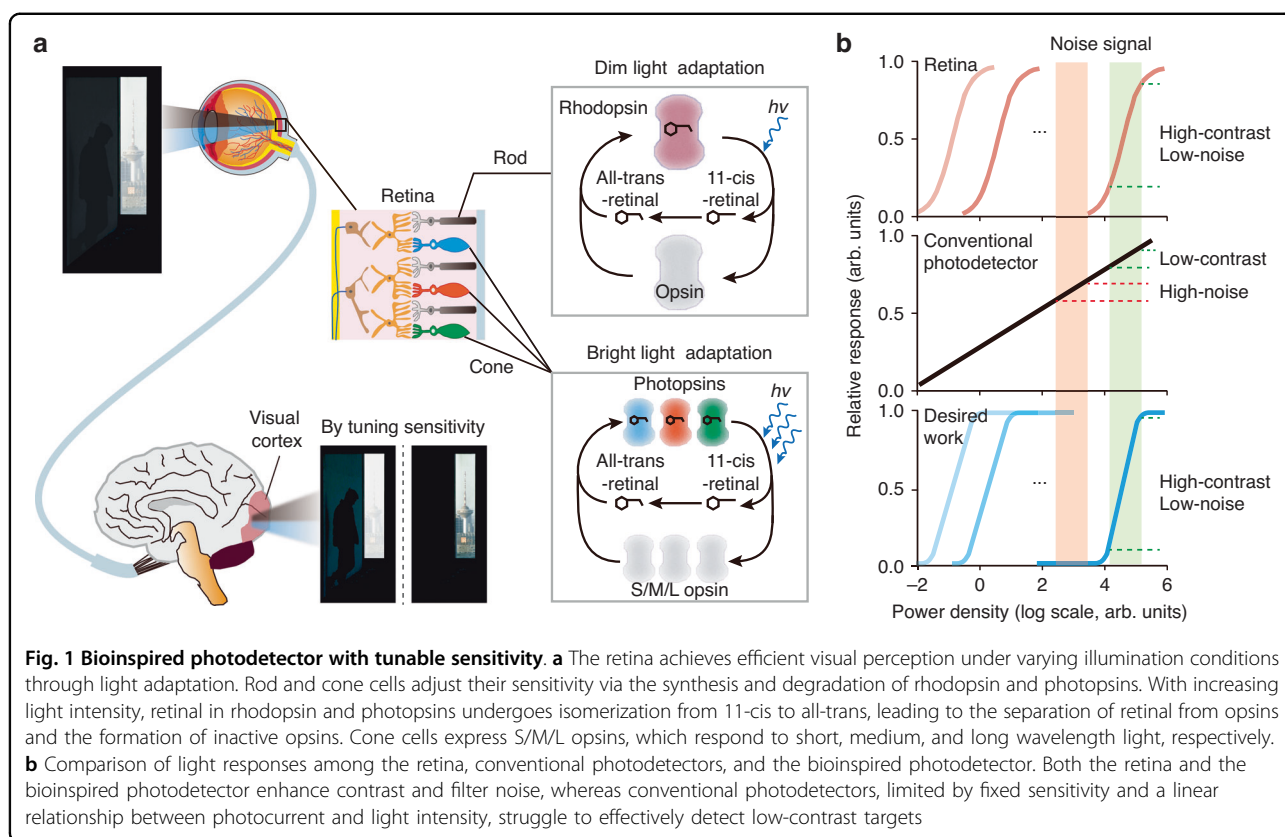 a
Dim light adaptation
Rhodopsin
hv
Rod
All-trans
-retinal
11-cis
-retinal
Retina
Opsin
Cone
Bright light adaptation
Photopsins
hv
All-trans
-retinal
11-cis
-retinal
S/M/L opsin
Visual
cortex
By tuning sensitivity
b
Noise signal
1.0
Retina
0.5
0.0
...
High-contrast
Low-noise
Relative response (arb. units)
1.0
Conventional
photodetector
0.5
0.0
Low-contrast
High-noise
1.0
Desired
work
0.5
0.0
...
High-contrast
Low-noise
−2 0 2 4 6
Power density (log scale, arb. units)
Fig. 1 Bioinspired photodetector with tunable sensitivity. a The retina achieves efficient visual perception under varying illumination conditions
through light adaptation. Rod and cone cells adjust their sensitivity via the synthesis and degradation of rhodopsin and photopsins. With increasing
light intensity, retinal in rhodopsin and photopsins undergoes isomerization from 11-cis to all-trans, leading to the separation of retinal from opsins
and the formation of inactive opsins. Cone cells express S/M/L opsins, which respond to short, medium, and long wavelength light, respectively.
b Comparison of light responses among the retina, conventional photodetectors, and the bioinspired photodetector. Both the retina and the
bioinspired photodetector enhance contrast and filter noise, whereas conventional photodetectors, limited by fixed sensitivity and a linear
relationship between photocurrent and light intensity, struggle to effectively detect low-contrast targets